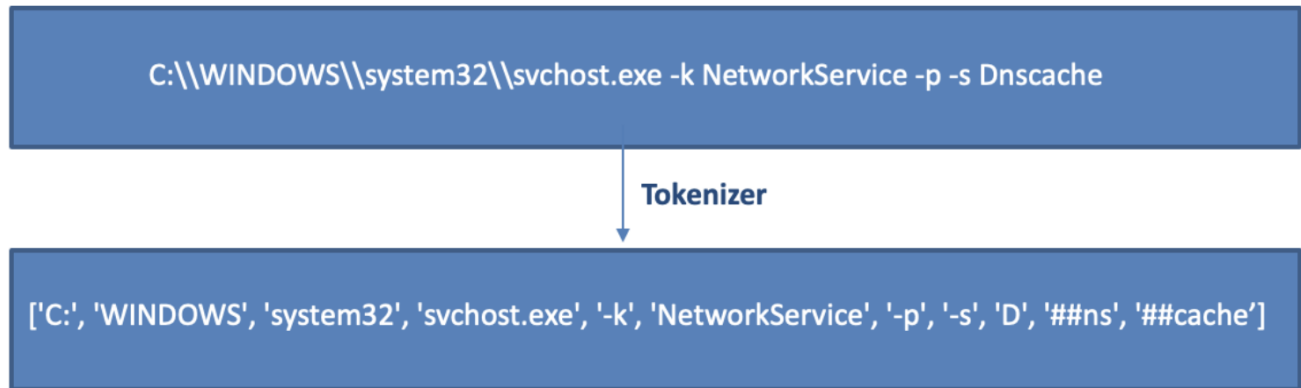 C:\\WINDOWS\\system32\\svchost.exe -k NetworkService -p -s Dnscache
Tokenizer
['C:', 'WINDOWS', 'system32', 'svchost.exe', '-k', 'NetworkService', '-p', '-s', 'D', '##ns', '##cache’]